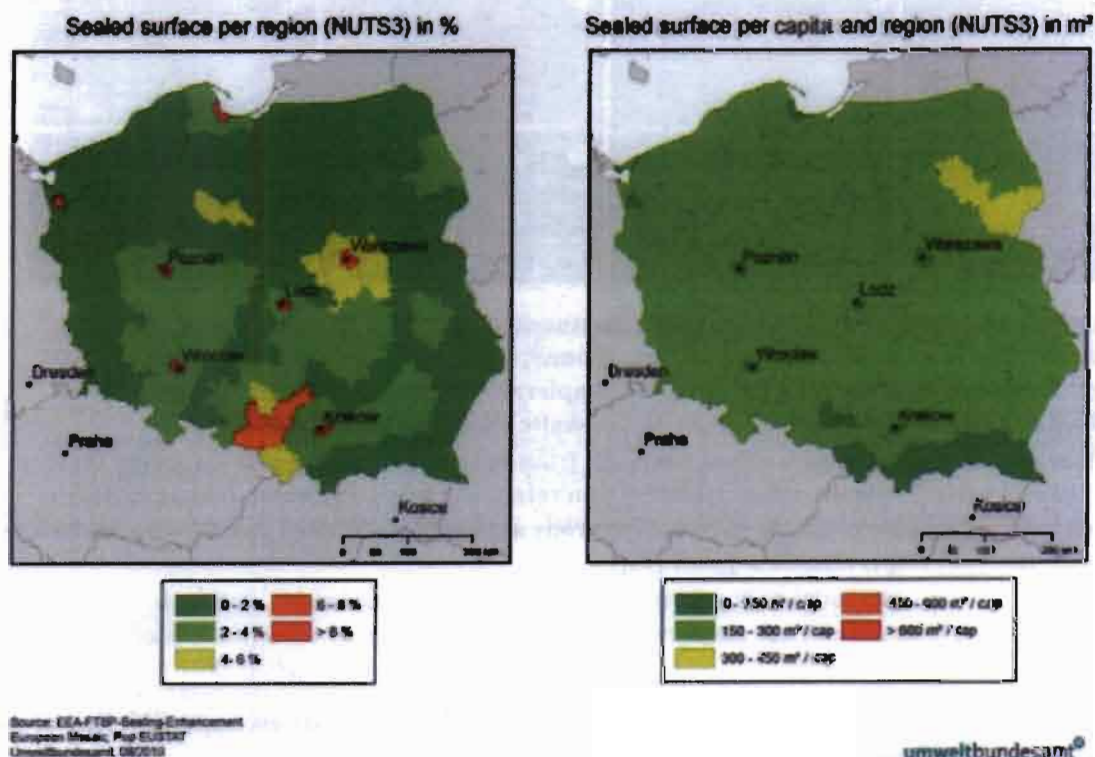 Sealed surface per region (NUTS3) in %
Sealed surface per capita and region (NUTS3) in m²
Poznan
Warszawa
Lodz
Wroclaw
Dresden
Krakow
Praha
Kosice
Poznan
Warszawa
Lodz
Wroclaw
Dresden
Krakow
Praha
Kosice
0 - 2 %
2 - 4 %
4 - 6 %
6 - 8 %
> 8 %
0 - 150 m² / cap
150 - 300 m² / cap
300 - 450 m² / cap
450 - 600 m² / cap
> 600 m² / cap
Source: EEA-FTSP-Sealing-Enhancement
European Mosaic, Pop EUSTAT
Umweltbundesamt,
umweltbundesamt